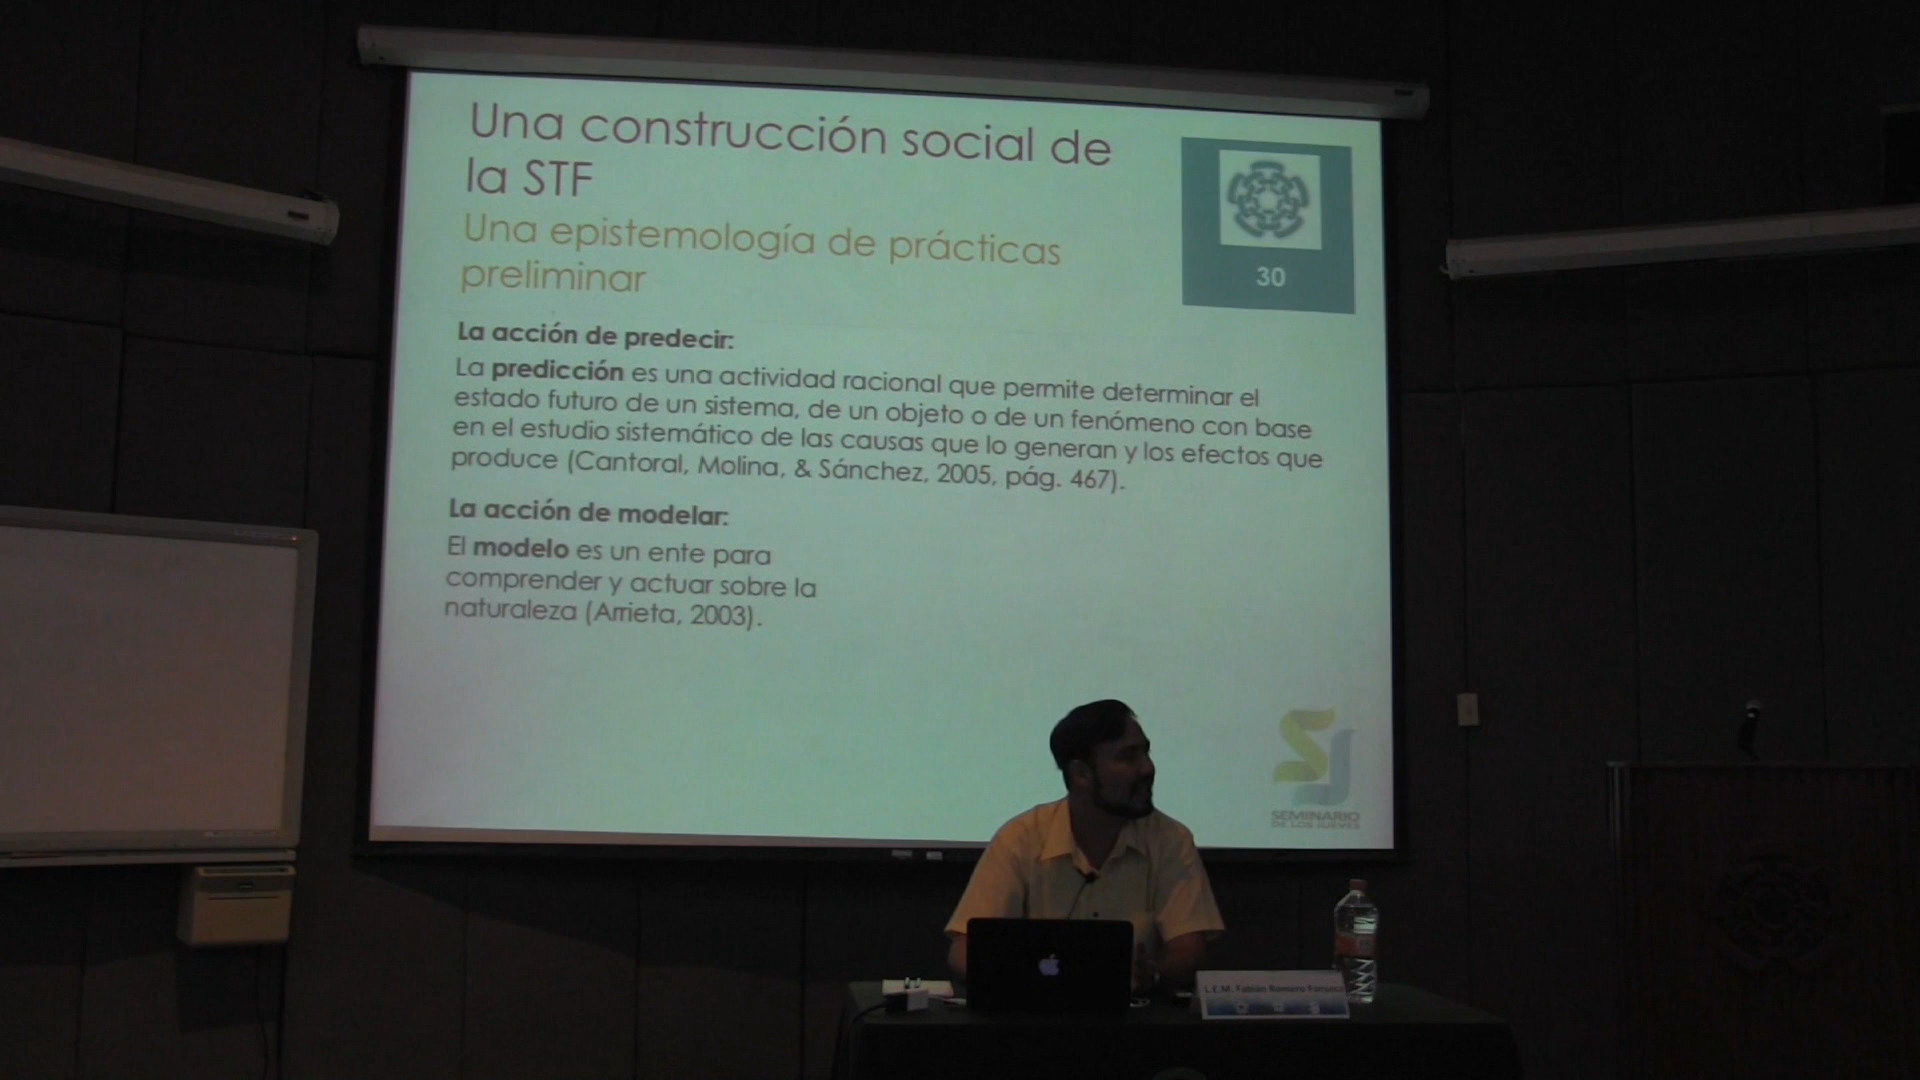 Una construcción social de
la STF
Una epistemología de prácticas
preliminar
30
La acción de predecir:
La predicción es una actividad racional que permite determinar el
estado futuro de un sistema, de un objeto o de un fenómeno con base
en el estudio sistemático de las causas que lo generan y los efectos que
produce (Cantoral, Molina, & Sánchez, 2005, pág. 467).
La acción de modelar:
El modelo es un ente para
comprender y actuar sobre la
naturaleza (Arrieta, 2003).
SEMINARIO
DE LOS JUEVES
L.E.M. Fabián Romero Fonseca